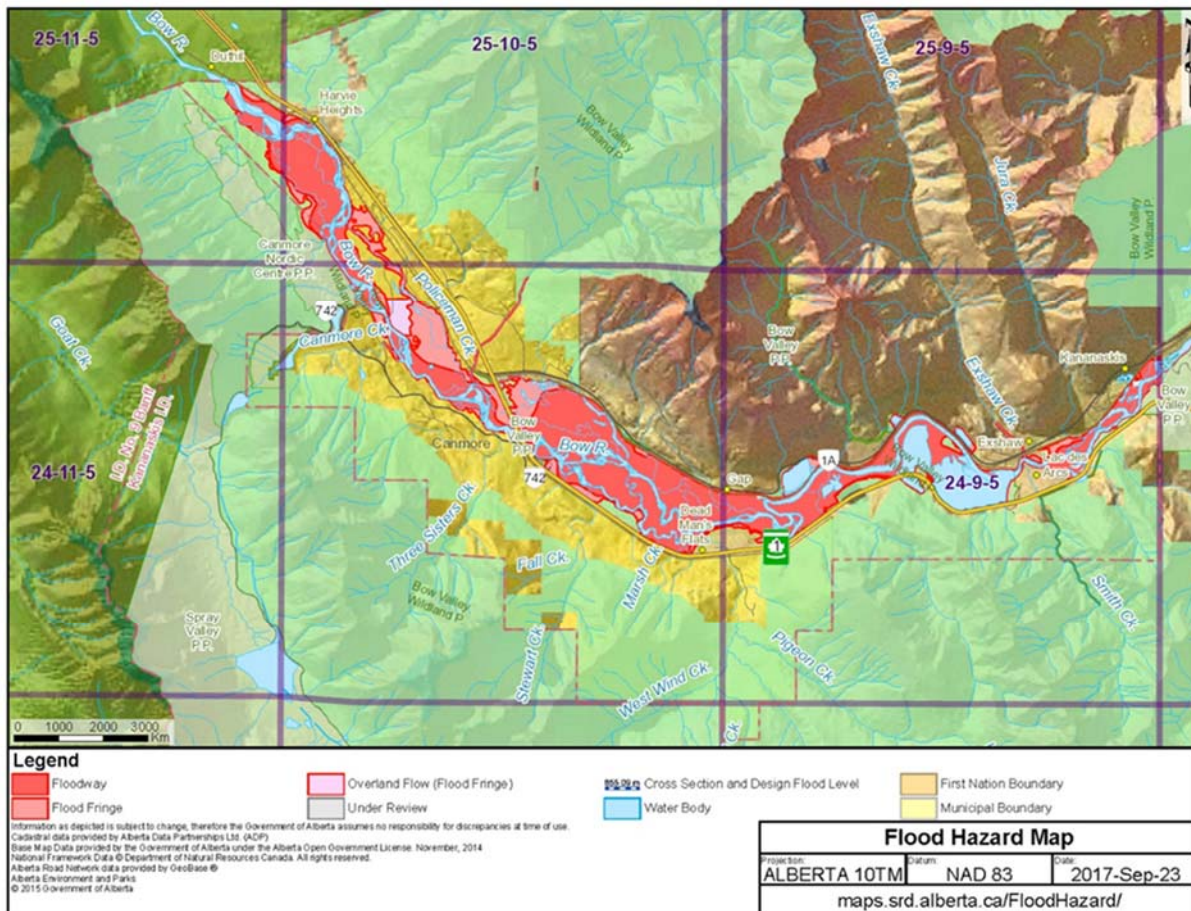 25-11-5
Bow R.
25-10-5
25-9-5
Exshaw Ck.
Duthil
Harvie
Heights
Bow Valley
Wildland P.
Jura Ck.
Bow Valley
Wildland P.
Canmore
Nordic
Centre P.P.
Bow R.
Policeman Ck.
742
Canmore Ck.
Bow
Valley
P.P.
Kananaskis
Goat Ck.
I.D. No. 9 Banff
Kananaskis I.D.
Exshaw Ck.
Bow
Valley
P.P.
Bow
Valley
P.P.
Canmore
Bow R.
Exshaw
1A
Lac des
Arcs
24-11-5
742
Gap
24-9-5
Dead
Man's
Flats
1
Three Sisters Ck.
Fall Ck.
Marsh Ck.
Smith Ck.
Bow Valley
Wildland P.
Spray
Valley
P.P.
Stewart Ck.
West Wind Ck.
Pigeon Ck.
Ck.
0 1000 2000 3000
Km
Legend
Floodway
Overland Flow (Flood Fringe)
Cross Section and Design Flood Level
First Nation Boundary
Flood Fringe
Under Review
Water Body
Municipal Boundary
Information as depicted is subject to change, therefore the Government of Alberta assumes no responsibility for discrepancies at time of use.
Cadastral data provided by Alberta Data Partnerships Ltd. (ADP)
Base Map Data provided by the Government of Alberta under the Alberta Open Government License. November, 2014
National Framework Data © Department of Natural Resources Canada. All rights reserved.
Alberta Road Network data provided by GeoBase ®
Alberta Environment and Parks
© 2015 Government of Alberta
Flood Hazard Map
Projection: ALBERTA 10TM
Datum: NAD 83
Date: 2017-Sep-23
maps.srd.alberta.ca/FloodHazard/